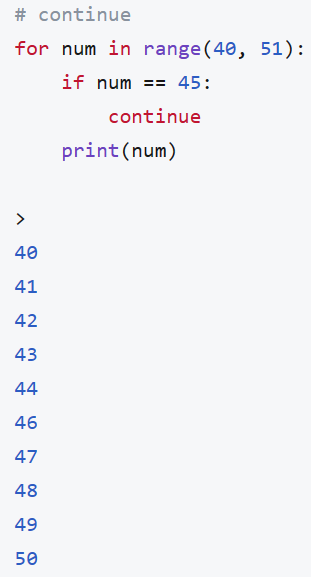 # continue
for num in range(40, 51):
    if num == 45:
        continue
    print(num)

>
40
41
42
43
44
46
47
48
49
50